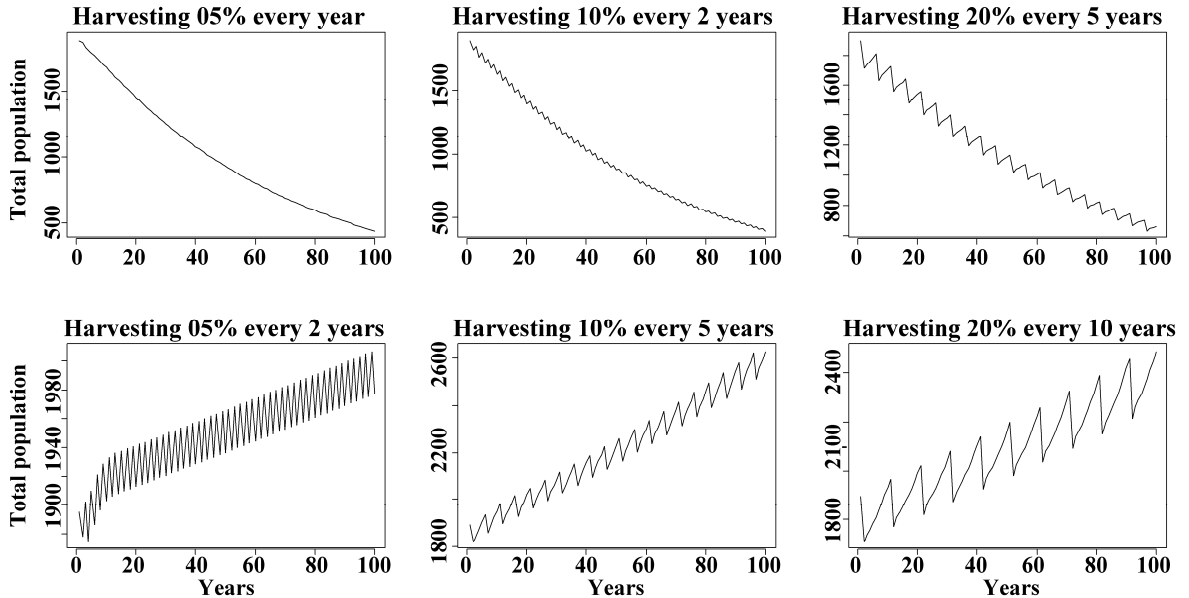 Harvesting 05% every year
Harvesting 10% every 2 years
Harvesting 20% every 5 years
Total population
1500
1000
500
0 20 40 60 80 100
1500
1000
500
0 20 40 60 80 100
1600
1200
800
0 20 40 60 80 100
Harvesting 05% every 2 years
Harvesting 10% every 5 years
Harvesting 20% every 10 years
Total population
1980
1940
1900
0 20 40 60 80 100
Years
2600
2200
1800
0 20 40 60 80 100
Years
2400
2100
1800
0 20 40 60 80 100
Years